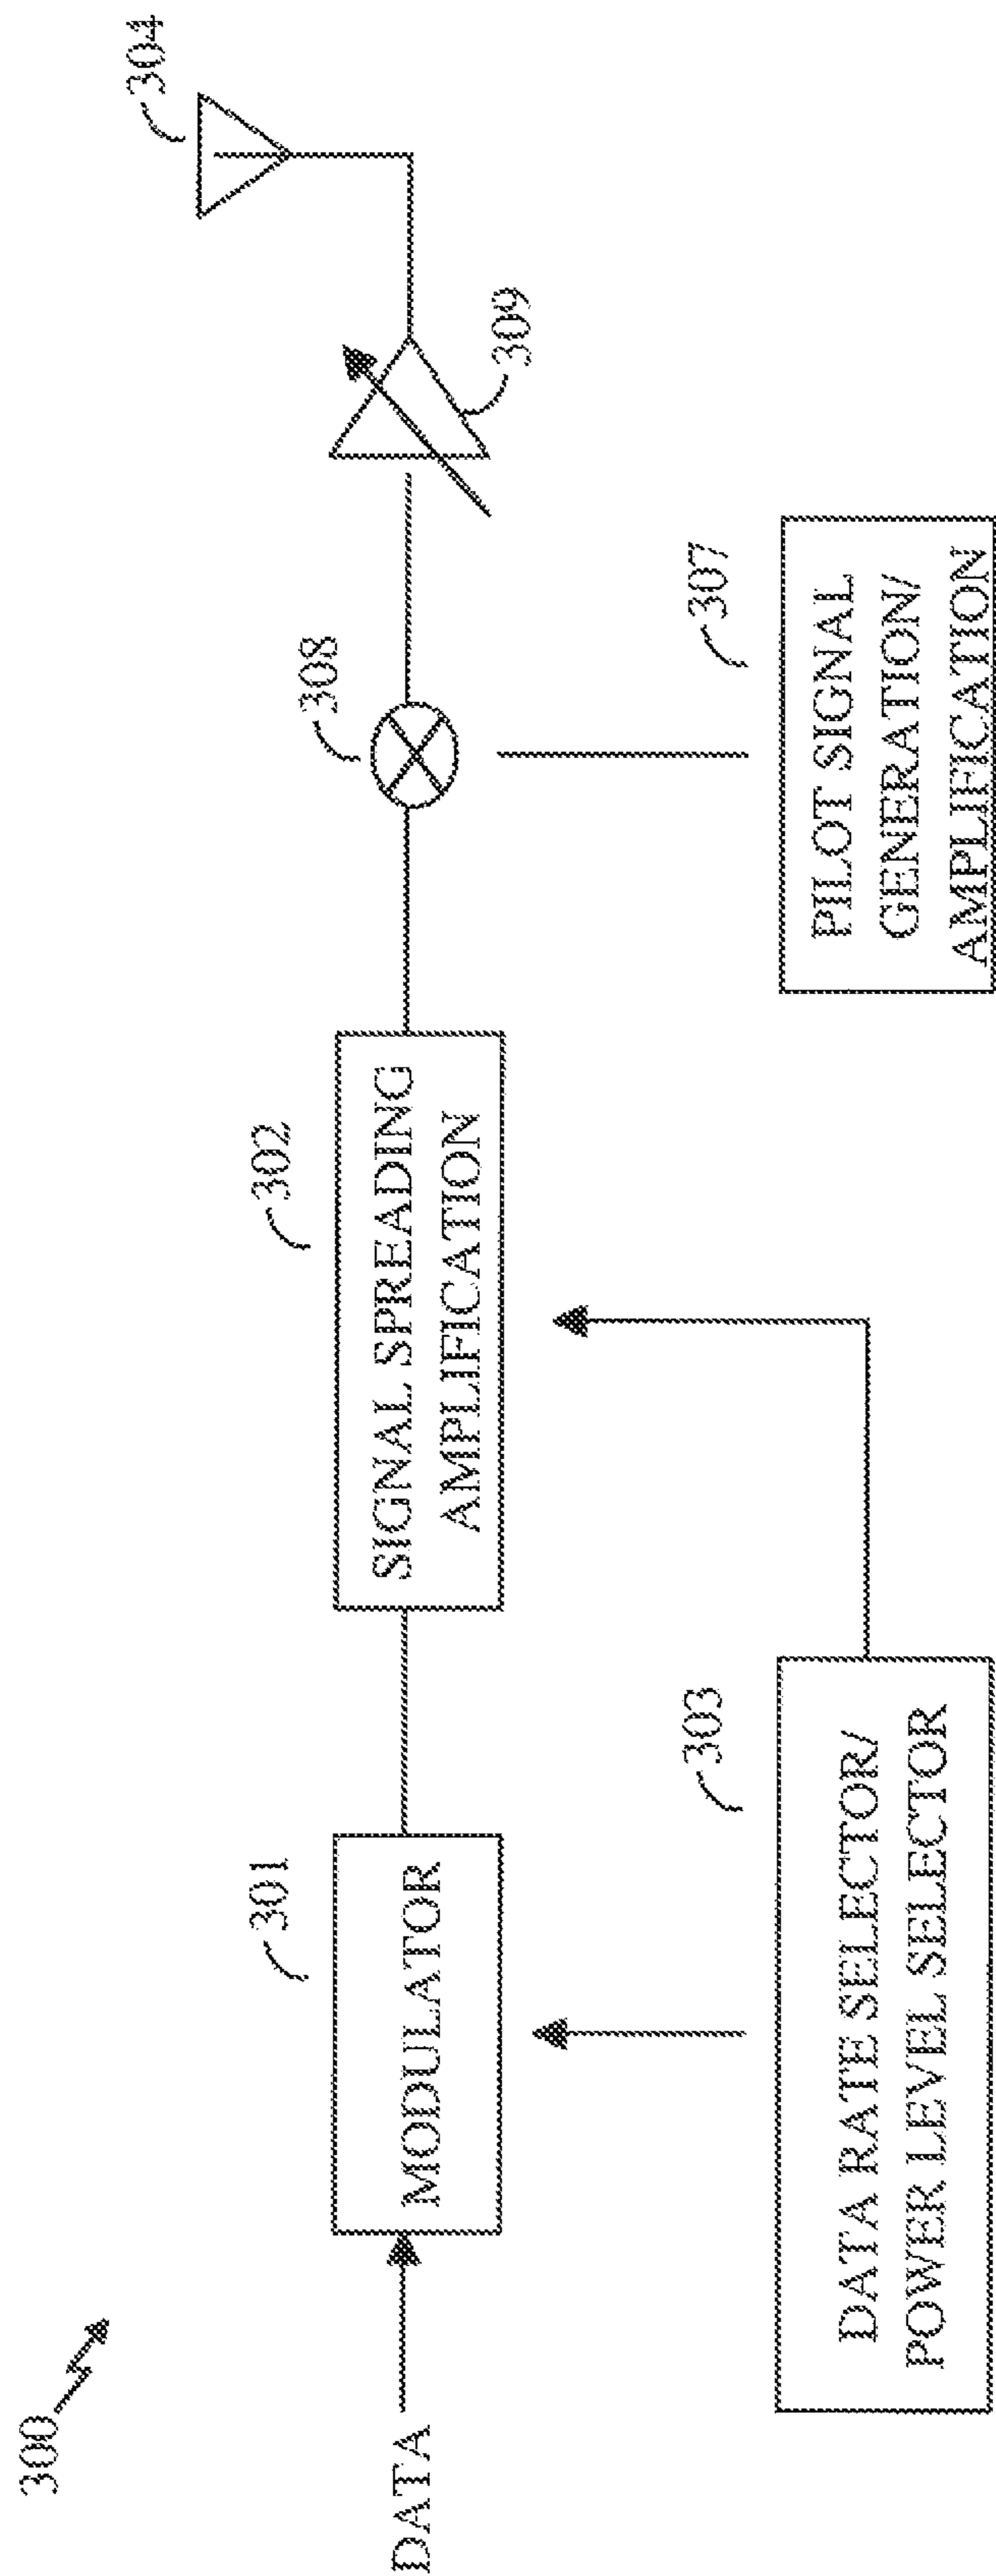 300
304
308
309
302
301
DATA
MODULATOR
SIGNAL SPREADING
AMPLIFICATION
303
307
DATA RATE SELECTOR/
POWER LEVEL SELECTOR
PILOT SIGNAL
GENERATION/
AMPLIFICATION